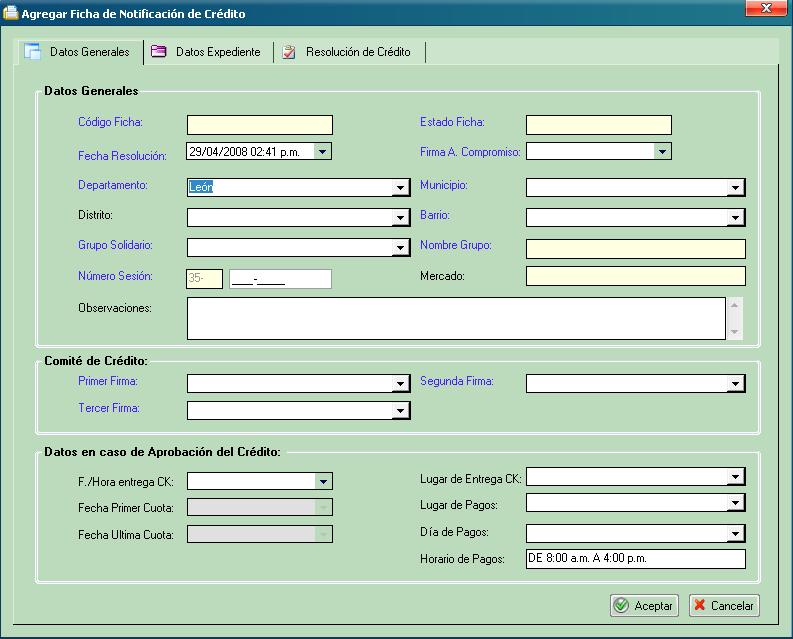 Agregar Ficha de Notificación de Crédito
Datos Generales Datos Expediente Resolución de Crédito
Datos Generales
Código Ficha: Estado Ficha:
Fecha Resolución: 29/04/2008 02:41 p.m. Firma A. Compromiso:
Departamento: León Municipio:
Distrito: Barrio:
Grupo Solidario: Nombre Grupo:
Número Sesión: 35- ___-____ Mercado:
Observaciones:
Comité de Crédito:
Primer Firma: Segunda Firma:
Tercer Firma:
Datos en caso de Aprobación del Crédito:
F./Hora entrega CK: Lugar de Entrega CK:
Fecha Primer Cuota: Lugar de Pagos:
Fecha Ultima Cuota: Día de Pagos:
Horario de Pagos: DE 8:00 a.m. A 4:00 p.m.
Aceptar Cancelar